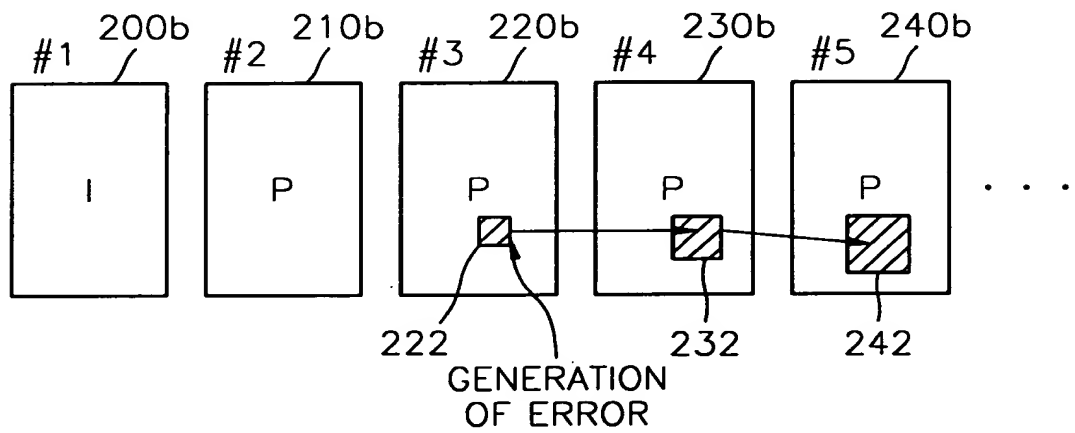 #1 200b #2 210b #3 220b #4 230b #5 240b
I P P P P . . .
222 232 242
GENERATION
OF ERROR